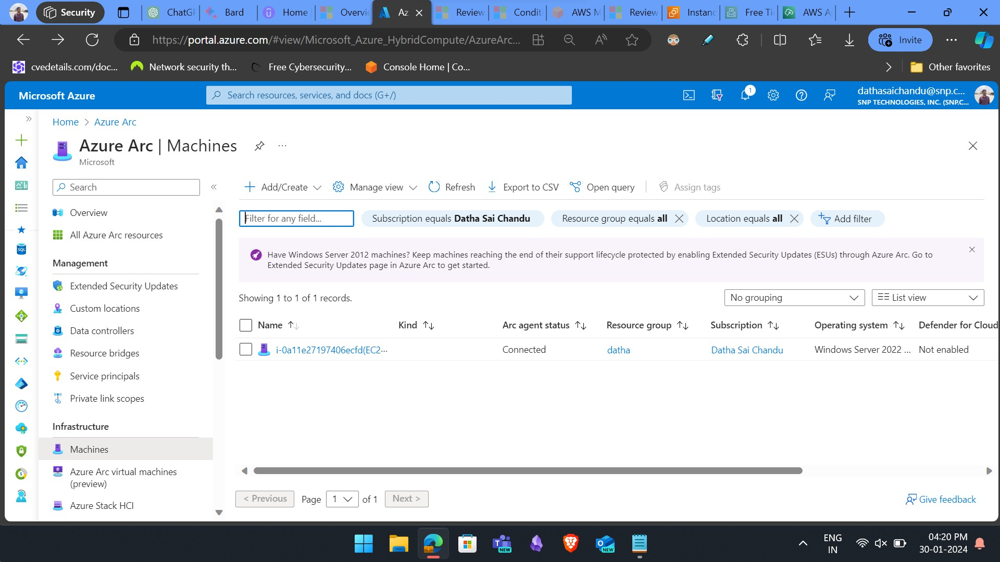 Security
ChatGP
Bard
Home
Overvie
Az
Review
Conditi
AWS M
Review
Instanc
Free Tie
AWS A
https://portal.azure.com/#view/Microsoft_Azure_HybridCompute/AzureArc...
Invite
cvedetails.com/doc...
Network security th...
Free Cybersecurity...
Console Home | Co...
Other favorites
Microsoft Azure
Search resources, services, and docs (G+/)
1
dathasaichandu@snp.c...
SNP TECHNOLOGIES, INC. (SNP.C...
Home > Azure Arc
Azure Arc | Machines
Microsoft
Search
Add/Create
Manage view
Refresh
Export to CSV
Open query
Assign tags
Filter for any field...
Subscription equals Datha Sai Chandu
Resource group equals all
Location equals all
Add filter
Have Windows Server 2012 machines? Keep machines reaching the end of their support lifecycle protected by enabling Extended Security Updates (ESUs) through Azure Arc. Go to
Extended Security Updates page in Azure Arc to get started.
Showing 1 to 1 of 1 records.
No grouping
List view
Name
Kind
Arc agent status
Resource group
Subscription
Operating system
Defender for Cloud
i-0a11e27197406ecfd(EC2...
Connected
datha
Datha Sai Chandu
Windows Server 2022 ...
Not enabled
Overview
All Azure Arc resources
Management
Extended Security Updates
Custom locations
Data controllers
Resource bridges
Service principals
Private link scopes
Infrastructure
Machines
Azure Arc virtual machines
(preview)
Azure Stack HCI
SQL
< Previous
Page
1
of 1
Next >
Give feedback
NEW
NEW
ENG
IN
04:20 PM
30-01-2024